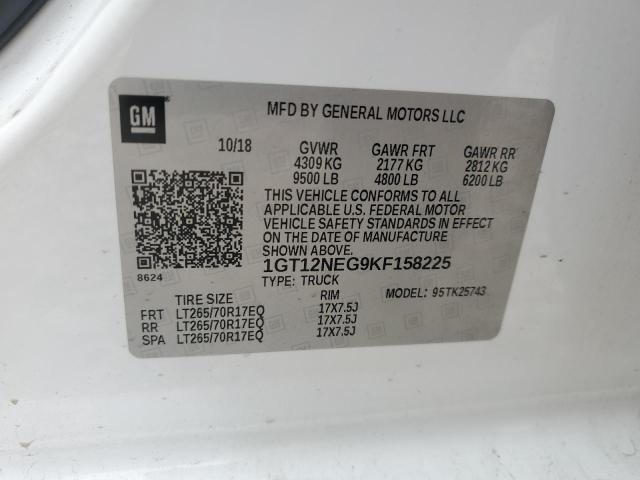 GM
MFD BY GENERAL MOTORS LLC
10/18 GVWR GAWR FRT GAWR RR
4309 KG 2177 KG 2812 KG
9500 LB 4800 LB 6200 LB
THIS VEHICLE CONFORMS TO ALL
APPLICABLE U.S. FEDERAL MOTOR
VEHICLE SAFETY STANDARDS IN EFFECT
ON THE DATE OF MANUFACTURE
SHOWN ABOVE.
8624
1GT12NEG9KF158225
TYPE: TRUCK MODEL: 95TK25743
TIRE SIZE RIM
FRT LT265/70R17EQ 17X7.5J
RR LT265/70R17EQ 17X7.5J
SPA LT265/70R17EQ 17X7.5J